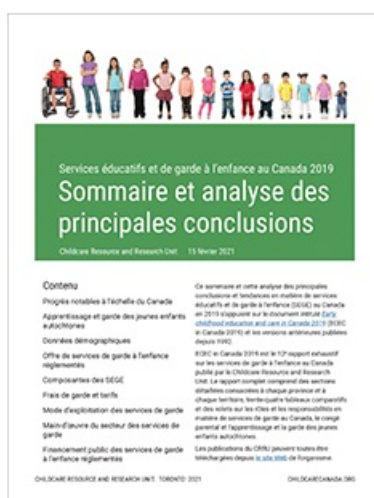 Services éducatifs et de garde à l'enfance au Canada 2019
Sommaire et analyse des
principales conclusions
Childcare Resource and Research Unit 15 février 2021
Contenu
Progrès notables à l'échelle du Canada
Apprentissage et garde des jeunes enfants
autochtones
Données démographiques
Offre de services de garde à l'enfance
réglementés
Composantes des SEGE
Frais de garde et tarifs
Mode d'exploitation des services de garde
Main-d'œuvre du secteur des services de
garde
Financement public des services de garde
à l'enfance réglementés
Ce sommaire et cette analyse des principales
conclusions et tendances en matière de services
éducatifs et de garde à l'enfance (SEGE) au Canada
en 2019 s'appuient sur le document intitulé Early
childhood education and care in Canada 2019 (ECEC
in Canada 2019) et les versions antérieures publiées
depuis 1992.
ECEC in Canada 2019 est le 12e rapport exhaustif
sur les services de garde à l'enfance au Canada
publié par le Childcare Resource and Research
Unit. Le rapport complet comprend des sections
détaillées consacrées à chaque province et à
chaque territoire, trente-quatre tableaux comparatifs
et des volets sur les rôles et les responsabilités en
matière de services de garde au Canada, le congé
parental et l'apprentissage et la garde des jeunes
enfants autochtones.
Les publications du CRRU peuvent toutes être
téléchargées depuis le site Web de l'organisme.
CHILDCARE RESOURCE AND RESEARCH UNIT. TORONTO 2021 CHILDCARECANADA.ORG